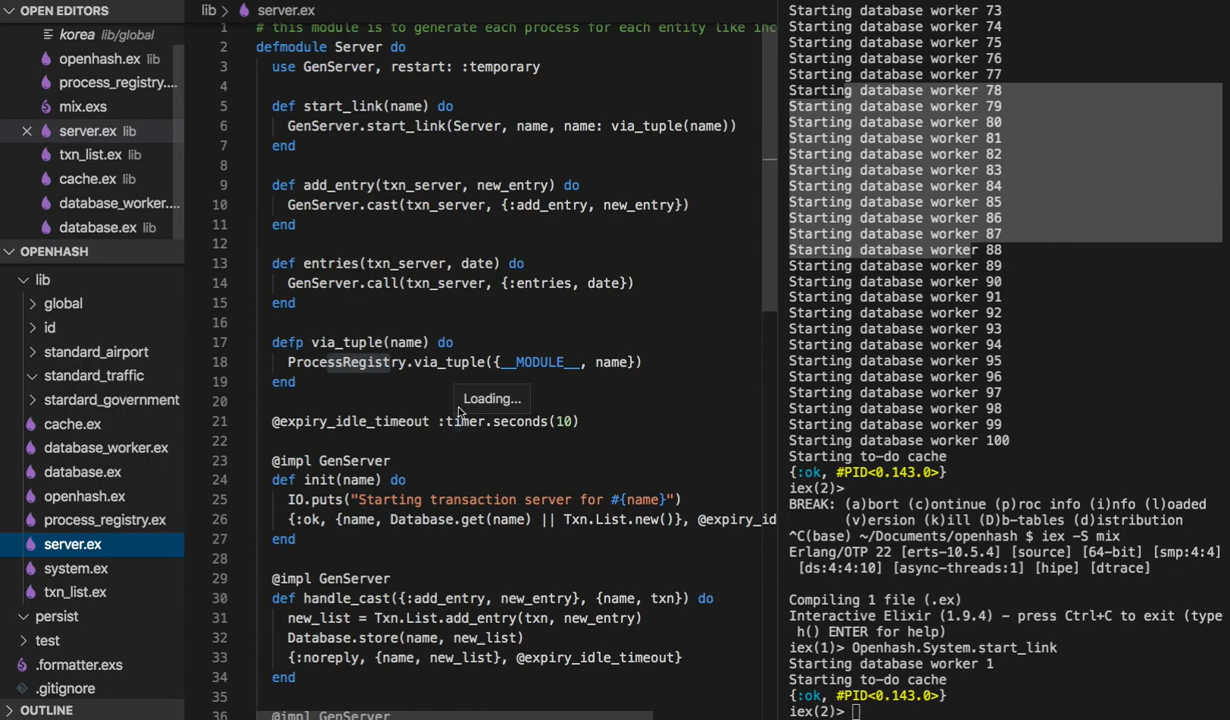 OPEN EDITORS
korea lib/global
openhash.ex lib
process_registry....
mix.exs
server.ex lib
txn_list.ex lib
cache.ex lib
database_worker....
database.ex lib
OPENHASH
lib
global
id
standard_airport
standard_traffic
stardard_government
cache.ex
database_worker.ex
database.ex
openhash.ex
process_registry.ex
server.ex
system.ex
txn_list.ex
persist
test
.formatter.exs
.gitignore
OUTLINE
lib > server.ex
1 # this module is to generate each process for each entity like inc
2 defmodule Server do
3 use GenServer, restart: :temporary
4
5 def start_link(name) do
6 GenServer.start_link(Server, name, name: via_tuple(name))
7 end
8
9 def add_entry(txn_server, new_entry) do
10 GenServer.cast(txn_server, {:add_entry, new_entry})
11 end
12
13 def entries(txn_server, date) do
14 GenServer.call(txn_server, {:entries, date})
15 end
16
17 defp via_tuple(name) do
18 ProcessRegistry.via_tuple({__MODULE__, name})
19 end
20
Loading...
21 @expiry_idle_timeout :timer.seconds(10)
22
23 @impl GenServer
24 def init(name) do
25 IO.puts("Starting transaction server for #{name}")
26 {:ok, {name, Database.get(name) || Txn.List.new()}, @expiry_id
27 end
28
29 @impl GenServer
30 def handle_cast({:add_entry, new_entry}, {name, txn}) do
31 new_list = Txn.List.add_entry(txn, new_entry)
32 Database.store(name, new_list)
33 {:noreply, {name, new_list}, @expiry_idle_timeout}
34 end
35
36 @impl GenServer
Starting database worker 73
Starting database worker 74
Starting database worker 75
Starting database worker 76
Starting database worker 77
Starting database worker 78
Starting database worker 79
Starting database worker 80
Starting database worker 81
Starting database worker 82
Starting database worker 83
Starting database worker 84
Starting database worker 85
Starting database worker 86
Starting database worker 87
Starting database worker 88
Starting database worker 89
Starting database worker 90
Starting database worker 91
Starting database worker 92
Starting database worker 93
Starting database worker 94
Starting database worker 95
Starting database worker 96
Starting database worker 97
Starting database worker 98
Starting database worker 99
Starting database worker 100
Starting to-do cache
{:ok, #PID<0.143.0>}
iex(2)>
BREAK: (a)bort (c)ontinue (p)roc info (i)nfo (l)oaded
(v)ersion (k)ill (D)b-tables (d)istribution
^C(base) ~/Documents/openhash $ iex -S mix
Erlang/OTP 22 [erts-10.5.4] [source] [64-bit] [smp:4:4]
[ds:4:4:10] [async-threads:1] [hipe] [dtrace]
Compiling 1 file (.ex)
Interactive Elixir (1.9.4) - press Ctrl+C to exit (type
h() ENTER for help)
iex(1)> Openhash.System.start_link
Starting database worker 1
Starting to-do cache
{:ok, #PID<0.143.0>}
iex(2)>